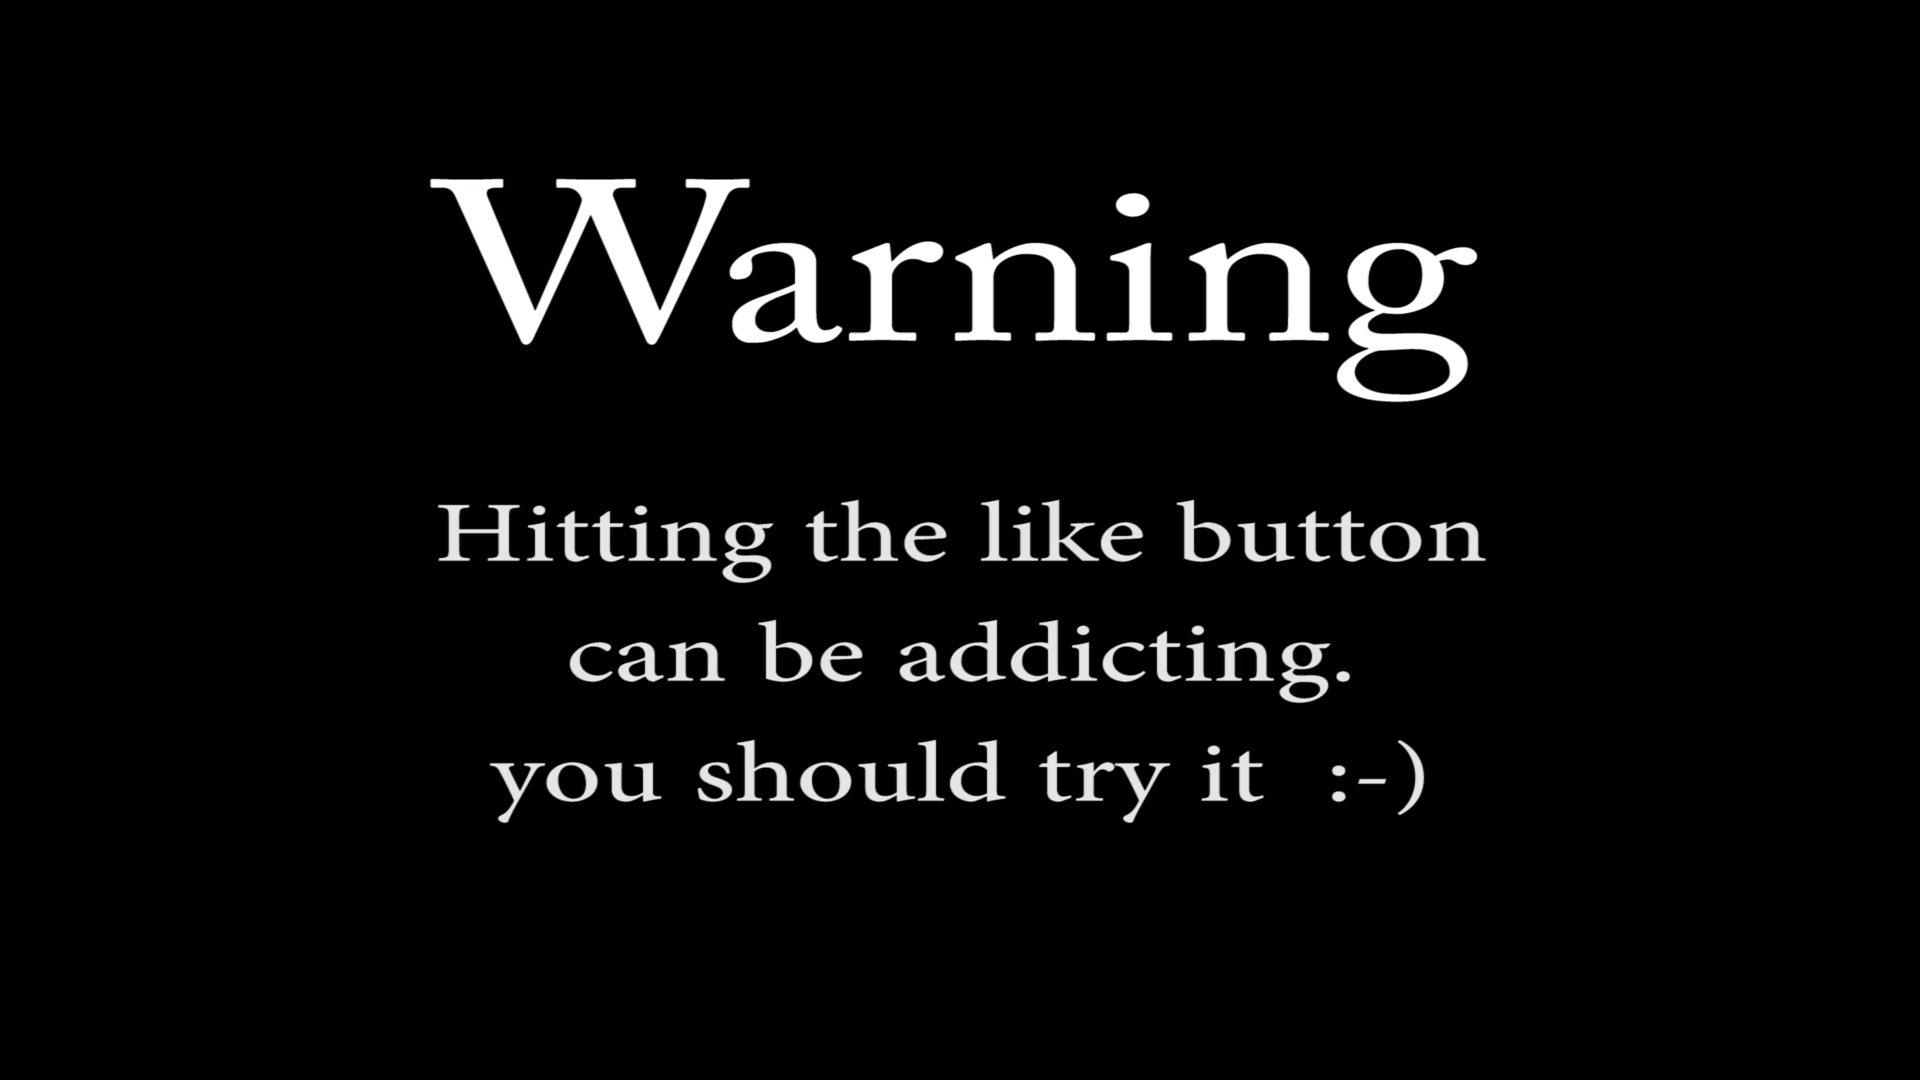 Warning
Hitting the like button
can be addicting.
you should try it  :-)